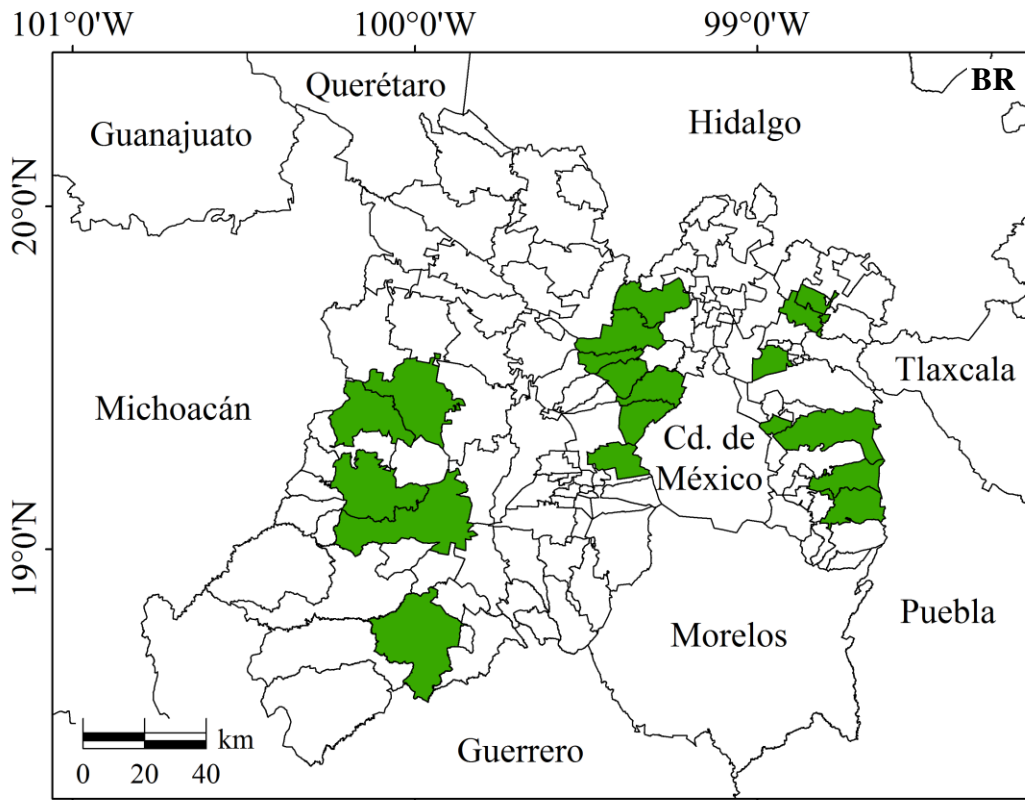 101°0'W 100°0'W 99°0'W
BR
Querétaro
Hidalgo
Guanajuato
20°0'N
Tlaxcala
Michoacán
Cd. de
México
19°0'N
Puebla
Morelos
km
Guerrero
0 20 40